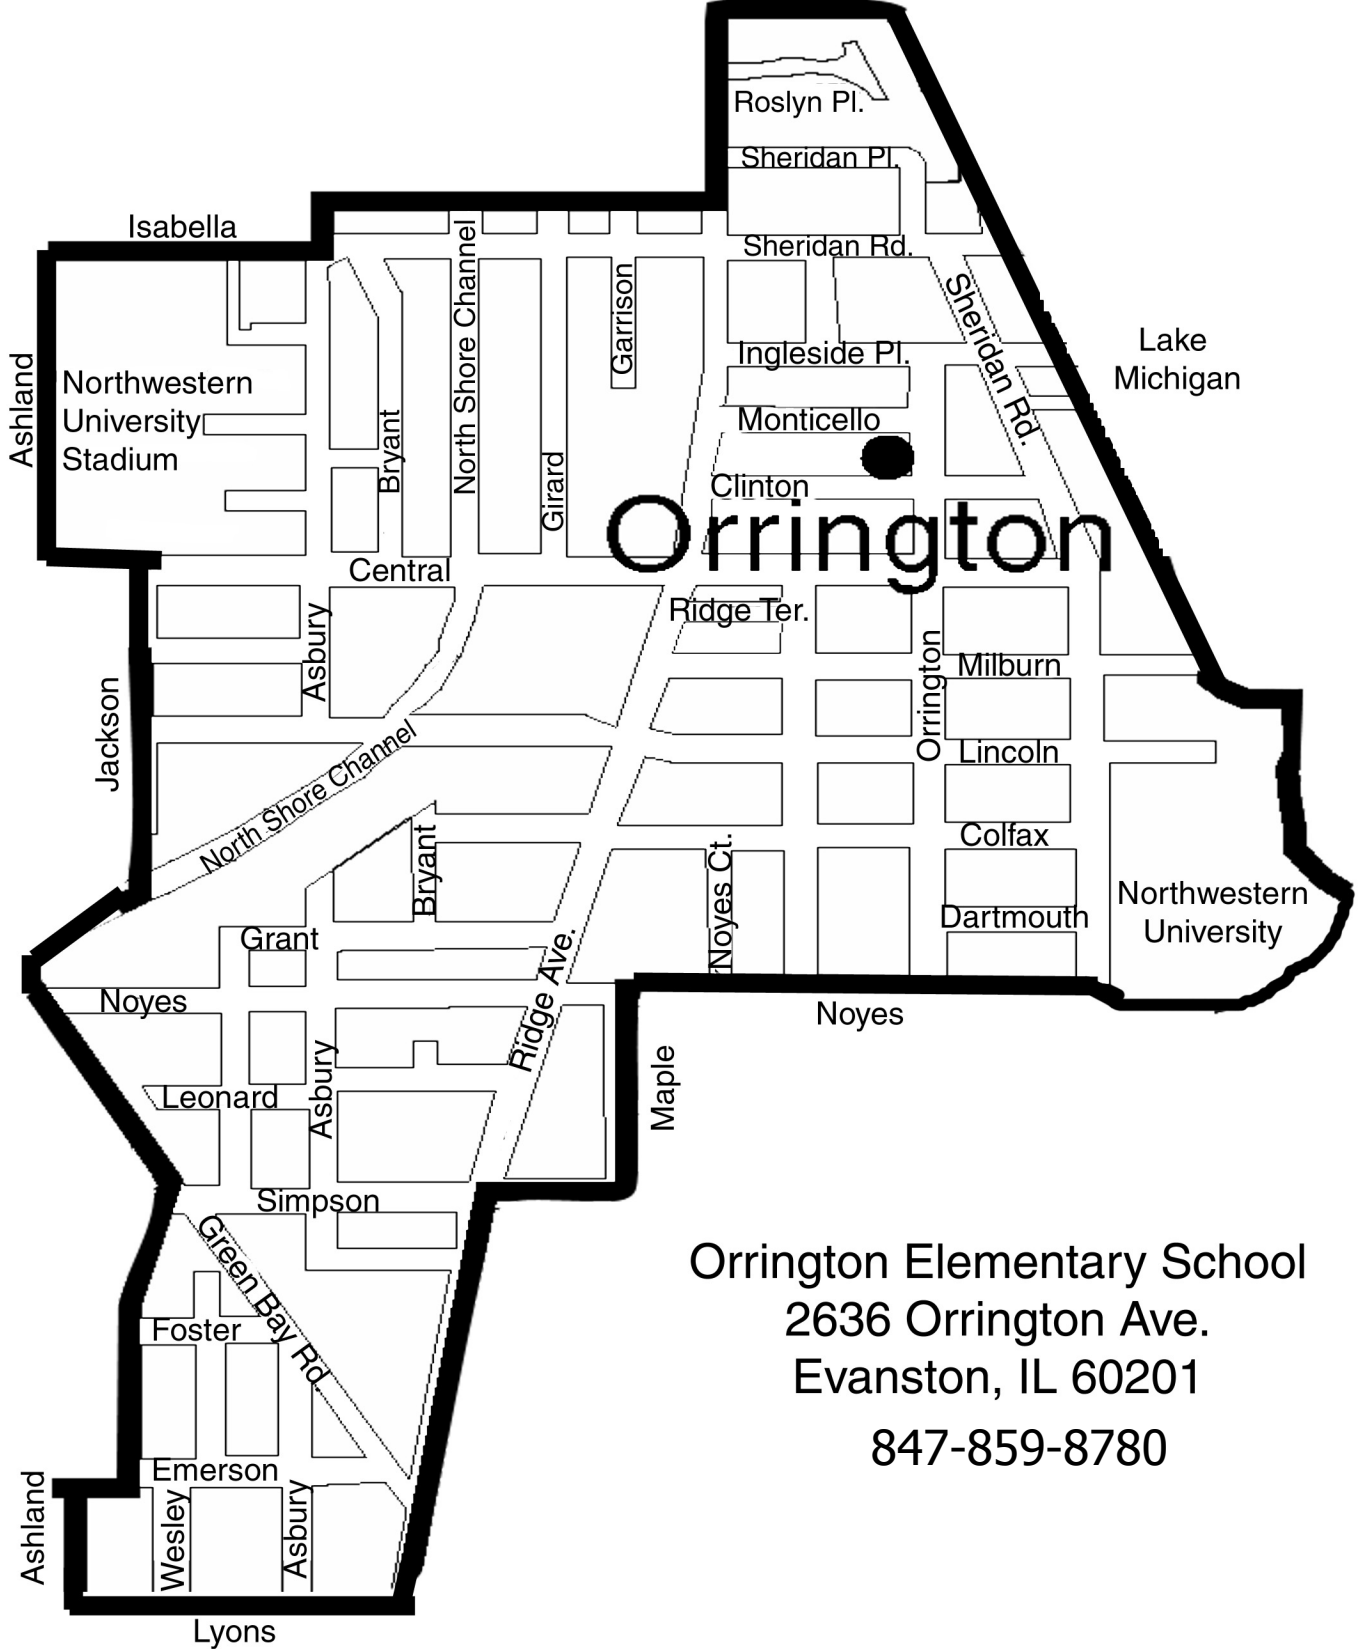 Roslyn Pl.
Sheridan Pl.
Isabella
Sheridan Rd.
North Shore Channel
Garrison
Sheridan Rd.
Lake
Michigan
Ingleside Pl.
Ashland
Northwestern
University
Stadium
Bryant
Monticello
Girard
Clinton
Orrington
Central
Ridge Ter.
Asbury
Orrington
Milburn
Jackson
North Shore Channel
Lincoln
Colfax
Bryant
Noyes Ct.
Northwestern
University
Dartmouth
Grant
Ridge Ave.
Noyes
Noyes
Asbury
Maple
Leonard
Simpson
Green Bay Rd.
Orrington Elementary School
2636 Orrington Ave.
Evanston, IL 60201
847-859-8780
Foster
Emerson
Ashland
Wesley
Asbury
Lyons